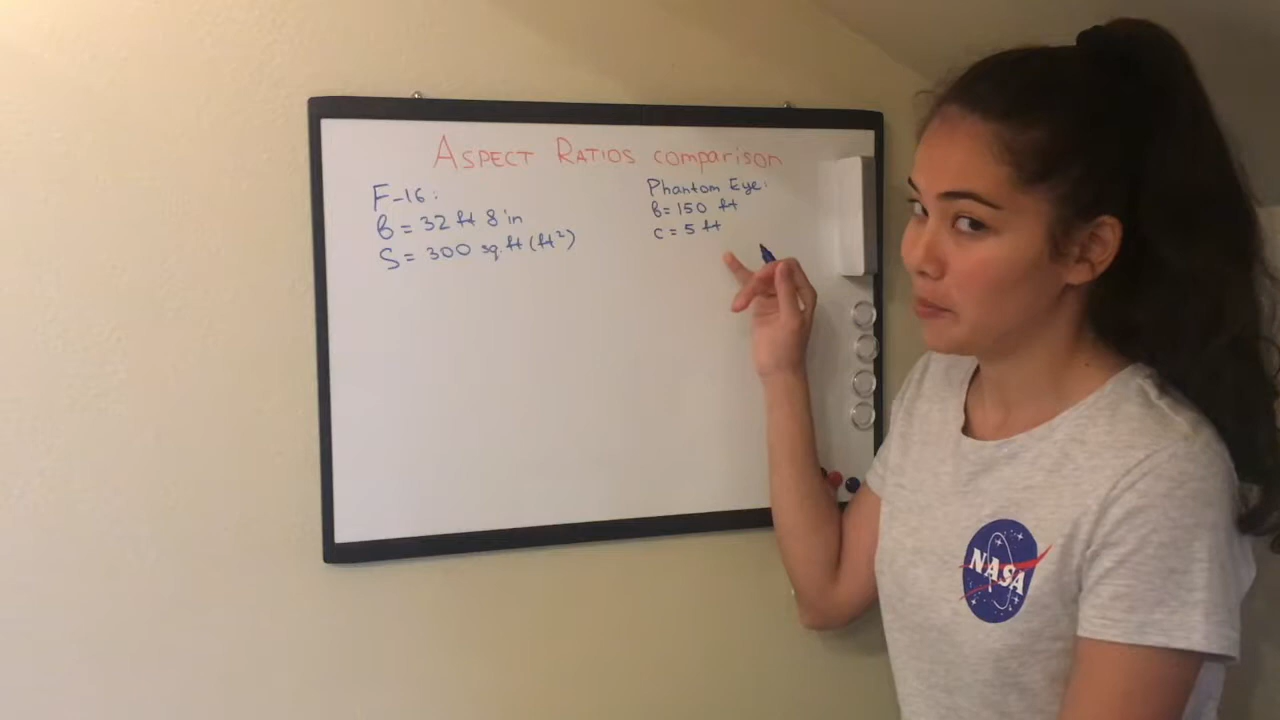 ASPECT RATIOS comparison
F-16:
b = 32 ft 8 in
S = 300 sq.ft (ft²)
Phantom Eye:
b = 150 ft
c = 5 ft
NASA